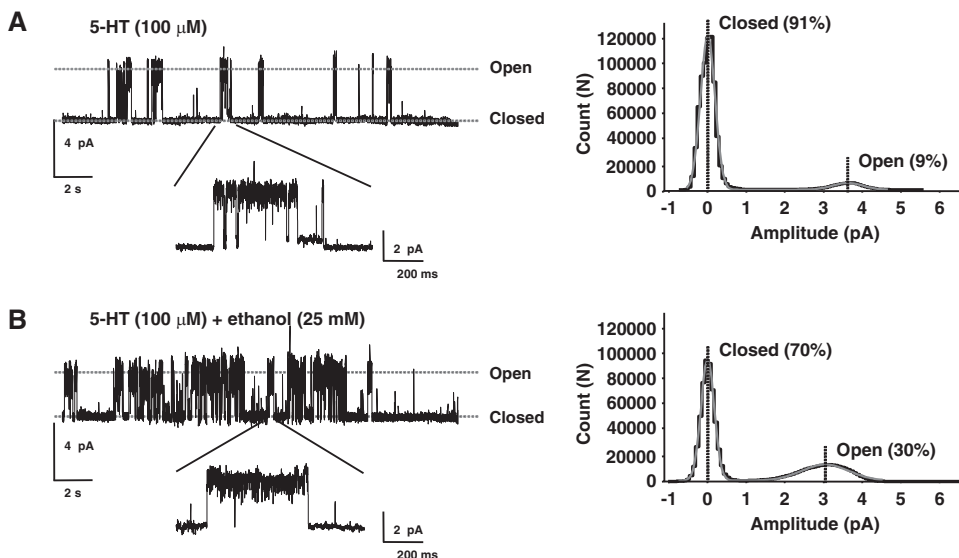 A
5-HT (100 μM)
Open
Closed
4 pA
2 s
2 pA
200 ms
Closed (91%)
Open (9%)
Count (N)
120000
100000
80000
60000
40000
20000
0
-1 0 1 2 3 4 5 6
Amplitude (pA)
B
5-HT (100 μM) + ethanol (25 mM)
Open
Closed
4 pA
2 s
2 pA
200 ms
Closed (70%)
Open (30%)
Count (N)
120000
100000
80000
60000
40000
20000
0
-1 0 1 2 3 4 5 6
Amplitude (pA)